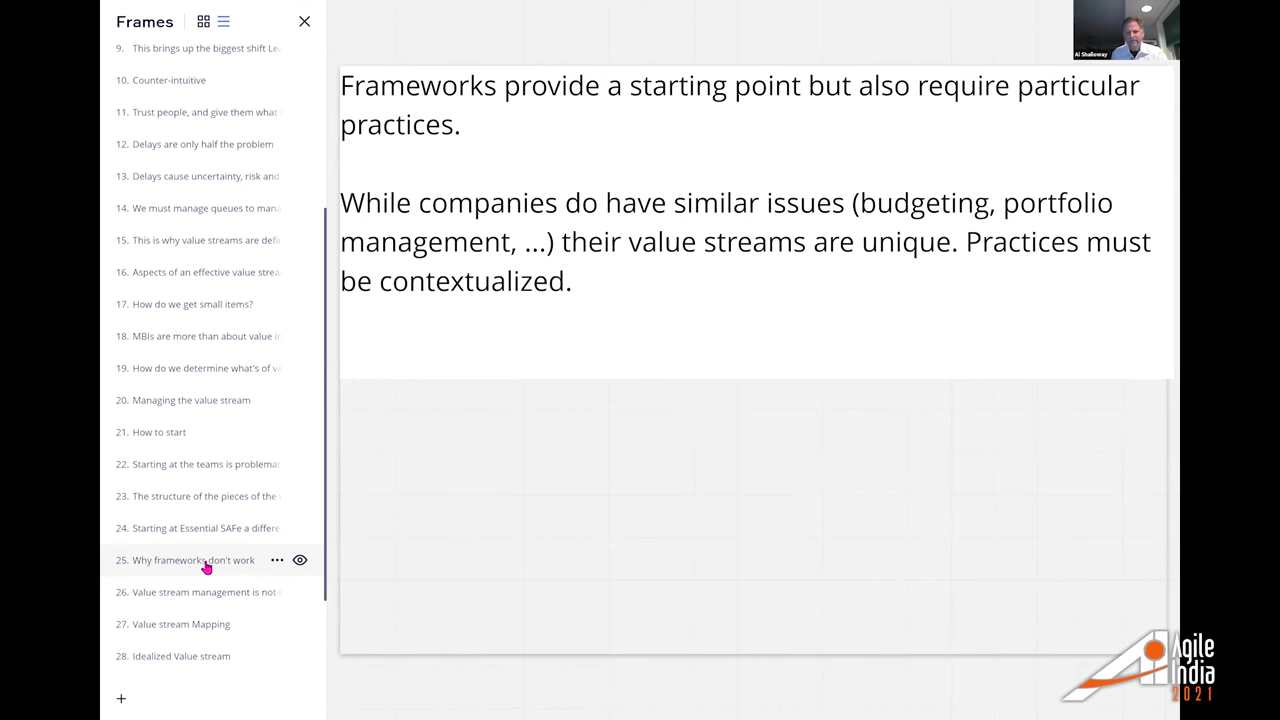 Frames
9. This brings up the biggest shift Le
10. Counter-intuitive
11. Trust people, and give them what
12. Delays are only half the problem
13. Delays cause uncertainty, risk and
14. We must manage queues to mana
15. This is why value streams are defi
16. Aspects of an effective value strea
17. How do we get small items?
18. MBIs are more than about value i
19. How do we determine what's of va
20. Managing the value stream
21. How to start
22. Starting at the teams is problemat
23. The structure of the pieces of the
24. Starting at Essential SAFe a differe
25. Why frameworks don't work
26. Value stream management is not
27. Value stream Mapping
28. Idealized Value stream
Frameworks provide a starting point but also require particular
practices.
While companies do have similar issues (budgeting, portfolio
management, ...) their value streams are unique. Practices must
be contextualized.
Al Shalloway
Agile
India
2021